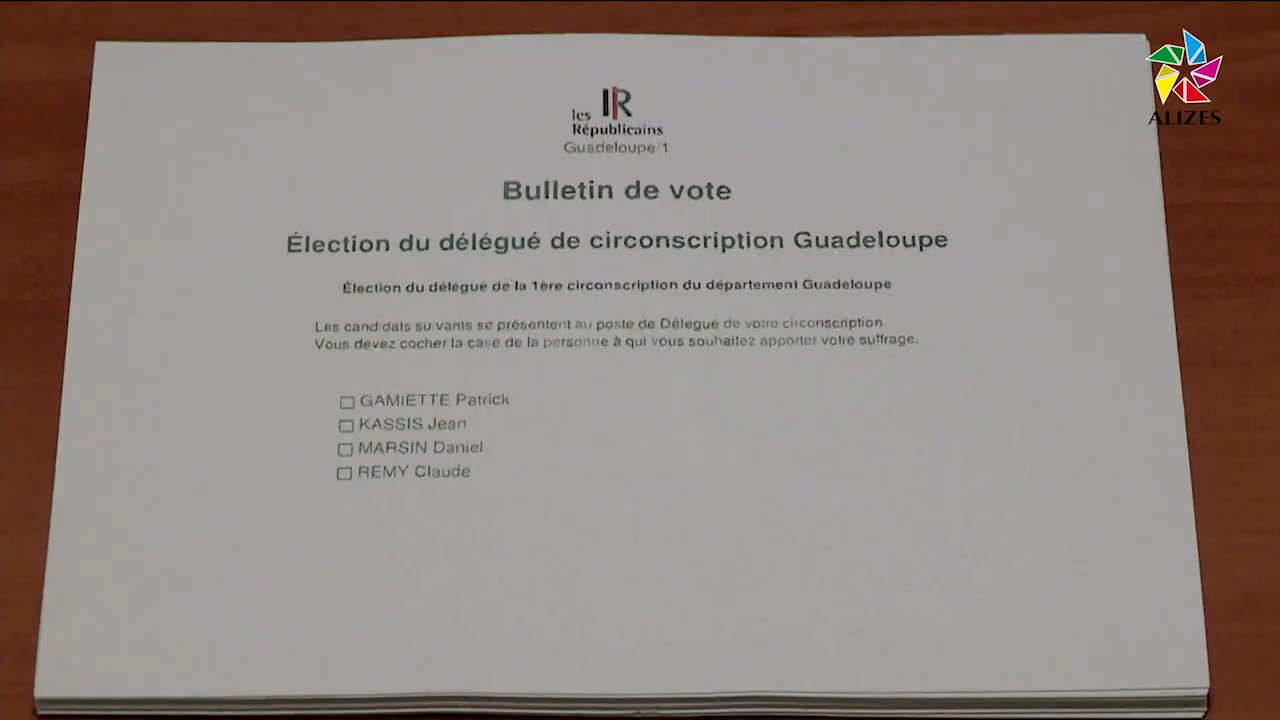 ALIZES
lR
les
Républicains
Guadeloupe/1
Bulletin de vote
Élection du délégué de circonscription Guadeloupe
Élection du délégué de la 1ère circonscription du département Guadeloupe
Les candidats suivants se présentent au poste de Délégué de votre circonscription
Vous devez cocher la case de la personne à qui vous souhaitez apporter votre suffrage.
GAMIETTE Patrick
KASSIS Jean
MARSIN Daniel
REMY Claude